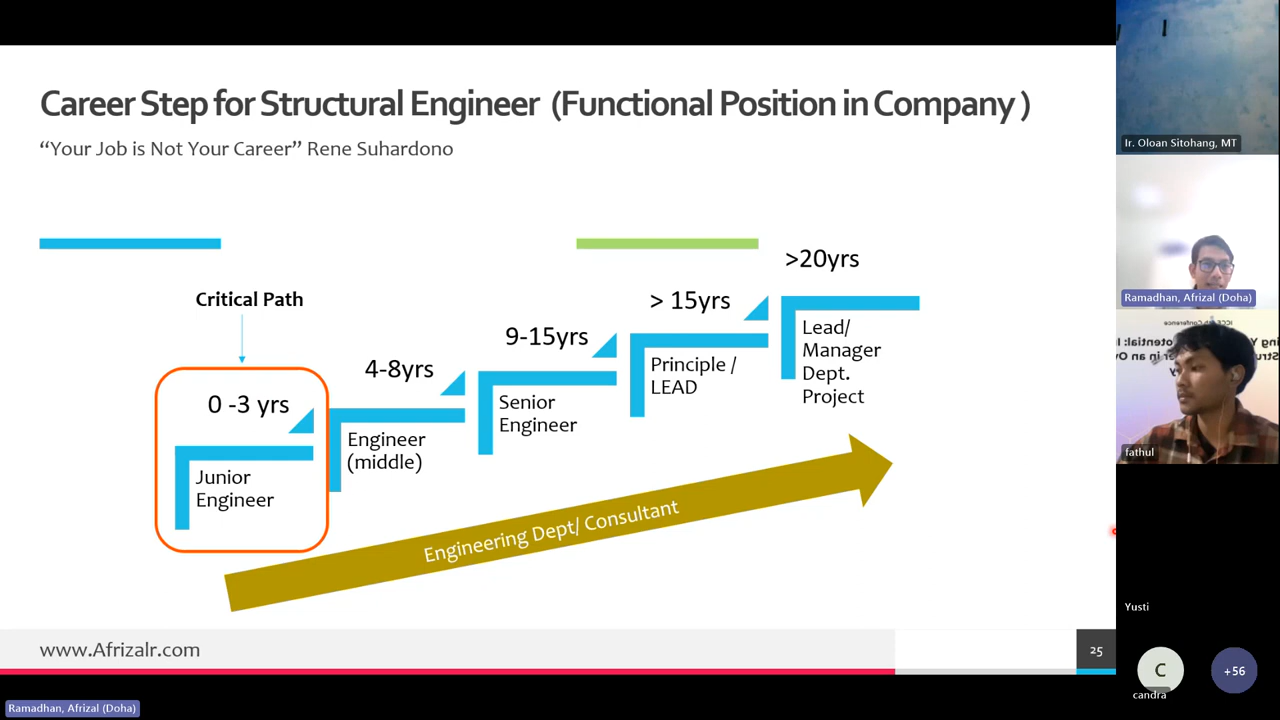 Career Step for Structural Engineer (Functional Position in Company )
“Your Job is Not Your Career” Rene Suhardono
Critical Path
0 -3 yrs
Junior
Engineer
4-8yrs
Engineer
(middle)
9-15yrs
Senior
Engineer
> 15yrs
Principle /
LEAD
>20yrs
Lead/
Manager
Dept.
Project
Engineering Dept/ Consultant
www.Afrizalr.com
25
Ramadhan, Afrizal (Doha)
Ir. Oloan Sitohang, MT
Ramadhan, Afrizal (Doha)
fathul
Yusti
C
candra
+56